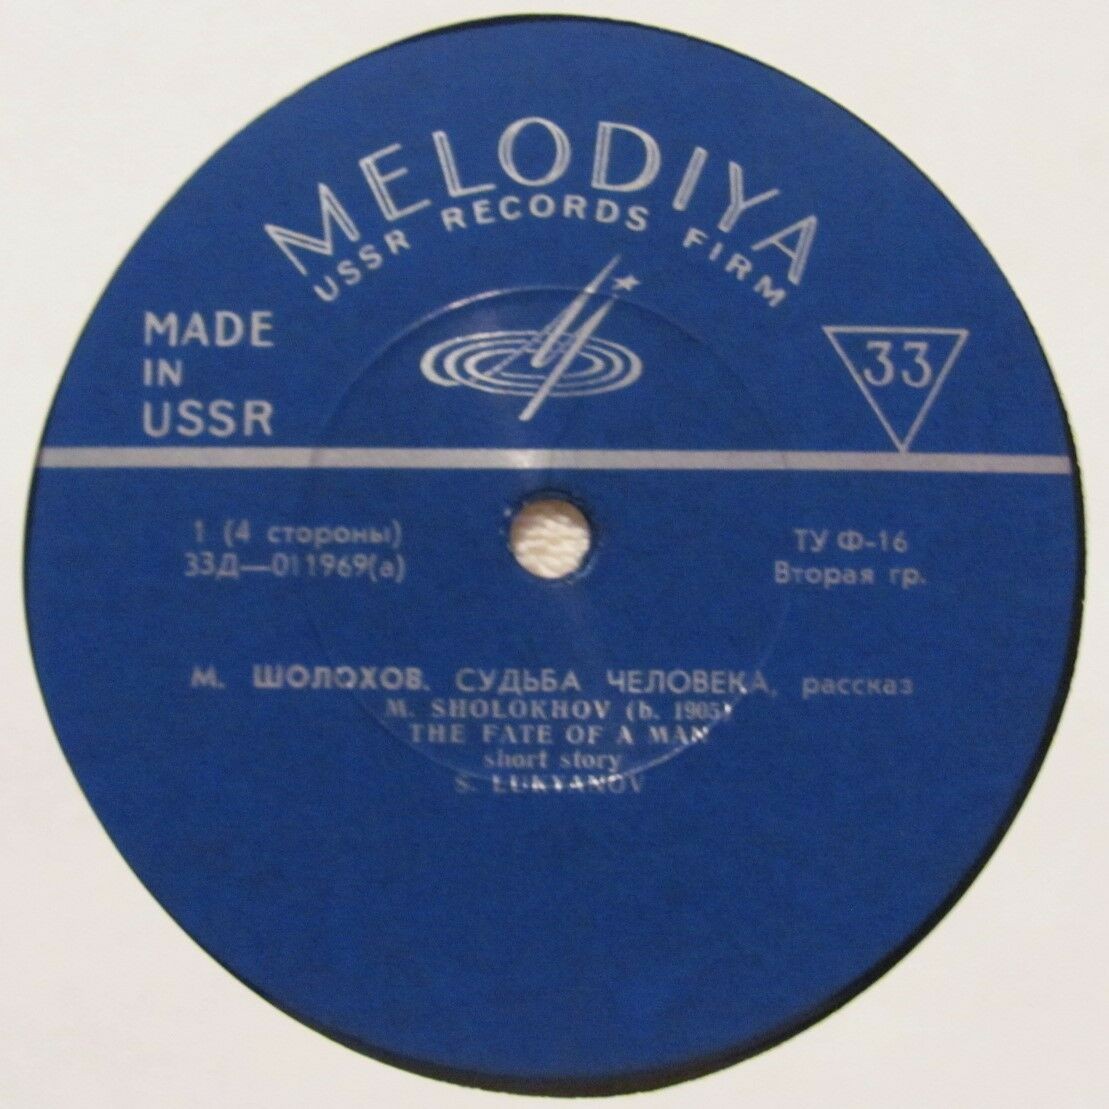 MELODIYA
USSR RECORDS FIRM
MADE
IN
USSR
33
1 (4 стороны)
33Д—011969(а)
ТУ Ф-16
Вторая гр.
М. ШОЛОХОВ. СУДЬБА ЧЕЛОВЕКА, рассказ
M. SHOLOKHOV (b. 1905)
THE FATE OF A MAN
short story
S. LUKYANOV